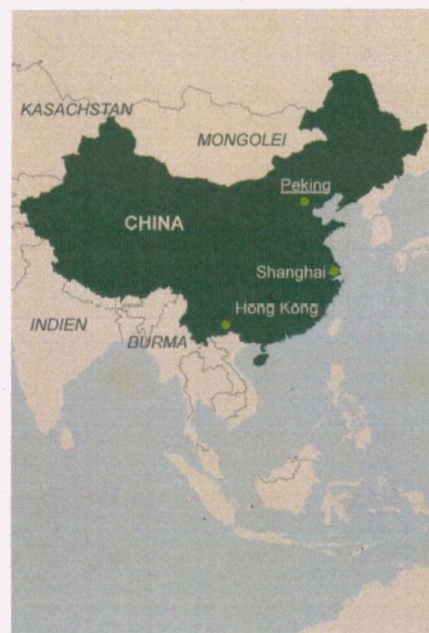 KASACHSTAN
MONGOLEI
Peking
CHINA
Shanghai
Hong Kong
INDIEN
BURMA